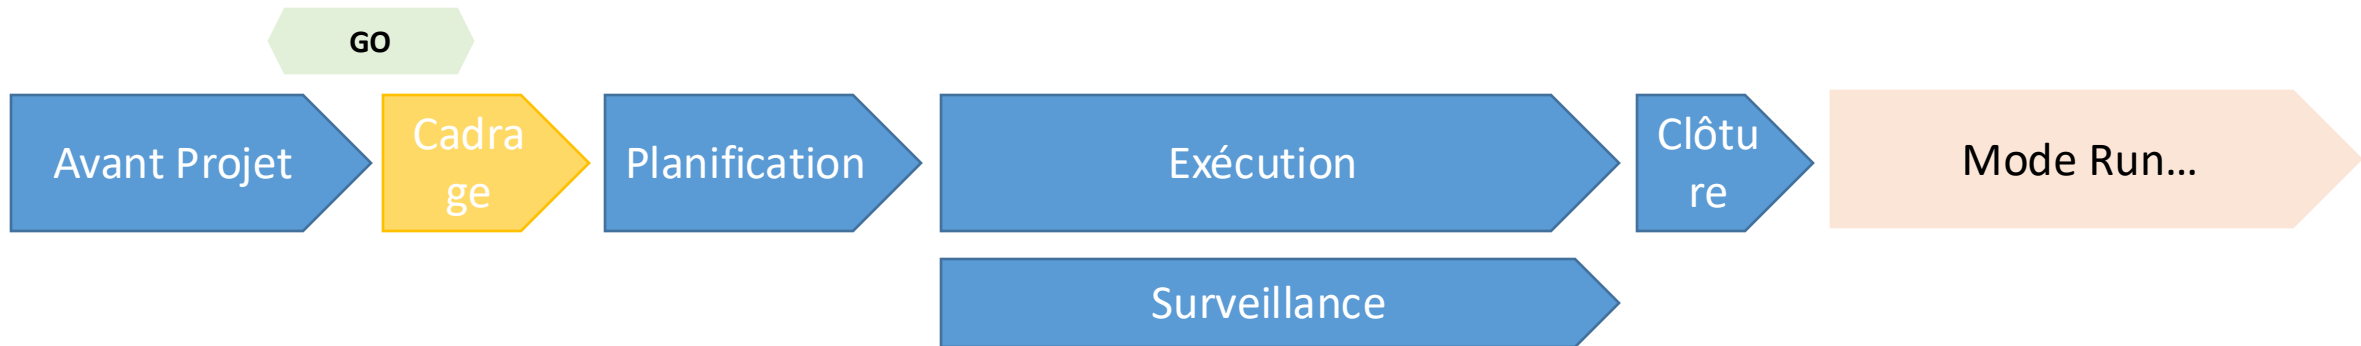 GO
Avant Projet
Cadra
ge
Planification
Exécution
Clôtu
re
Mode Run...
Surveillance